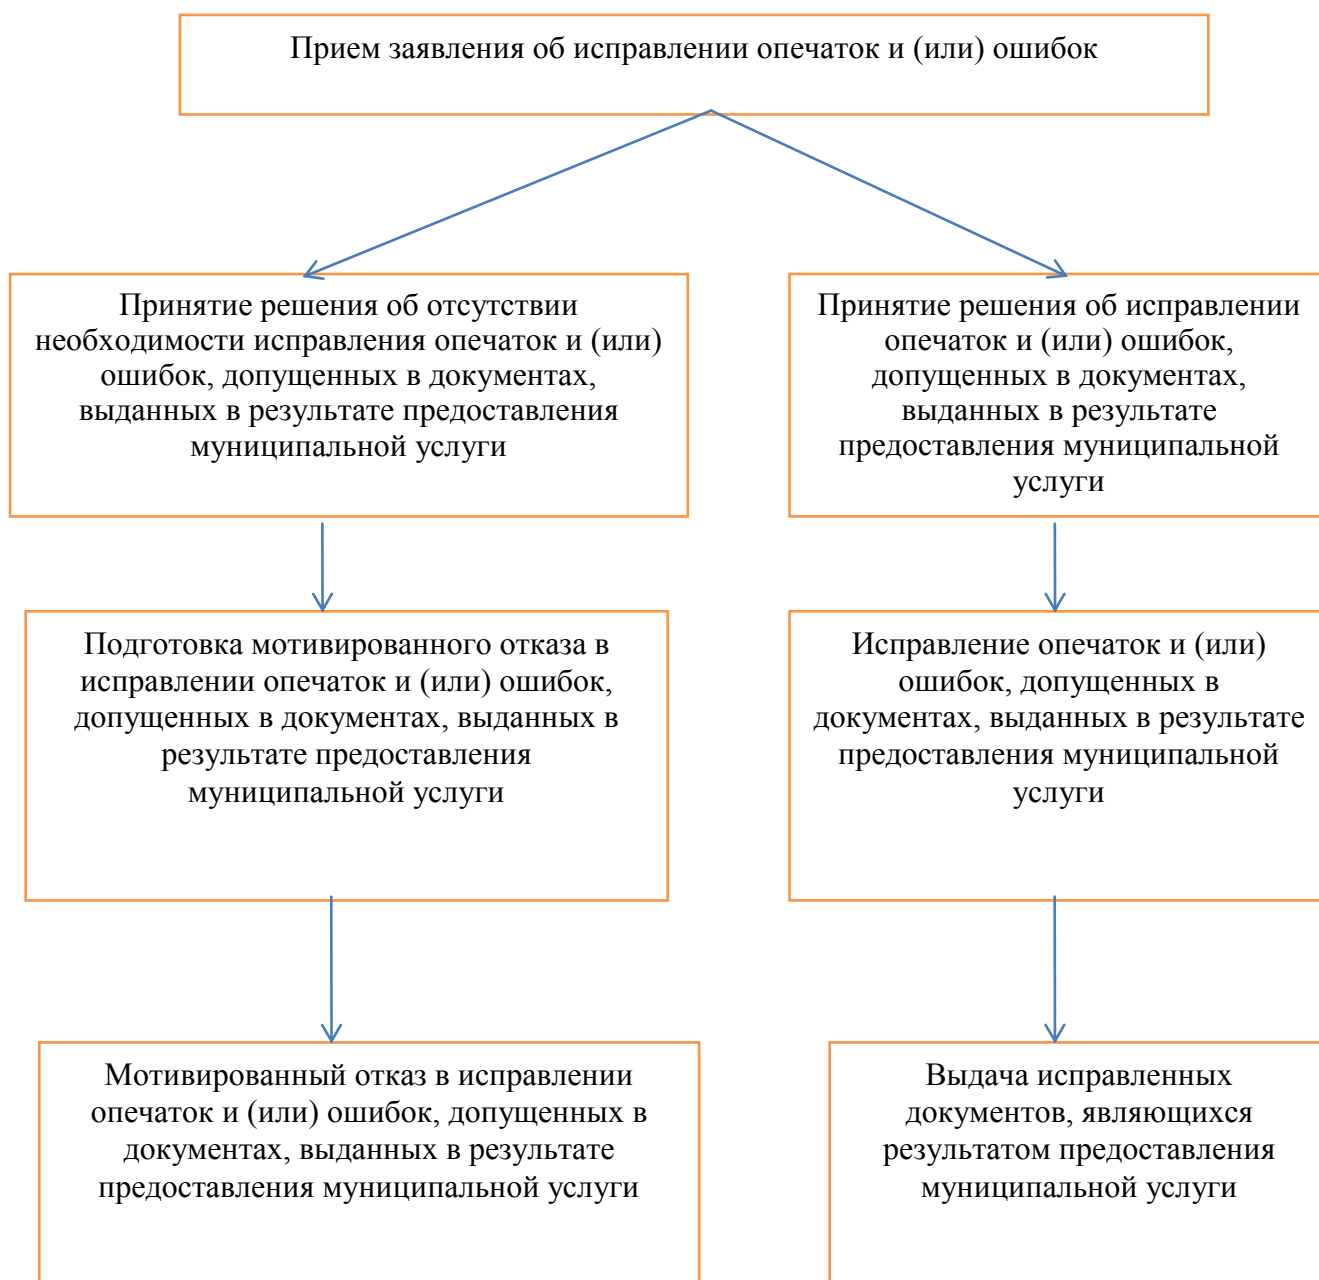 Прием заявления об исправлении опечаток и (или) ошибок
Принятие решения об отсутствии
необходимости исправления опечаток и (или)
ошибок, допущенных в документах,
выданных в результате предоставления
муниципальной услуги
Принятие решения об исправлении
опечаток и (или) ошибок,
допущенных в документах,
выданных в результате
предоставления муниципальной
услуги
Подготовка мотивированного отказа в
исправлении опечаток и (или) ошибок,
допущенных в документах, выданных в
результате предоставления
муниципальной услуги
Исправление опечаток и (или)
ошибок, допущенных в
документах, выданных в результате
предоставления муниципальной
услуги
Мотивированный отказ в исправлении
опечаток и (или) ошибок, допущенных в
документах, выданных в результате
предоставления муниципальной услуги
Выдача исправленных
документов, являющихся
результатом предоставления
муниципальной услуги